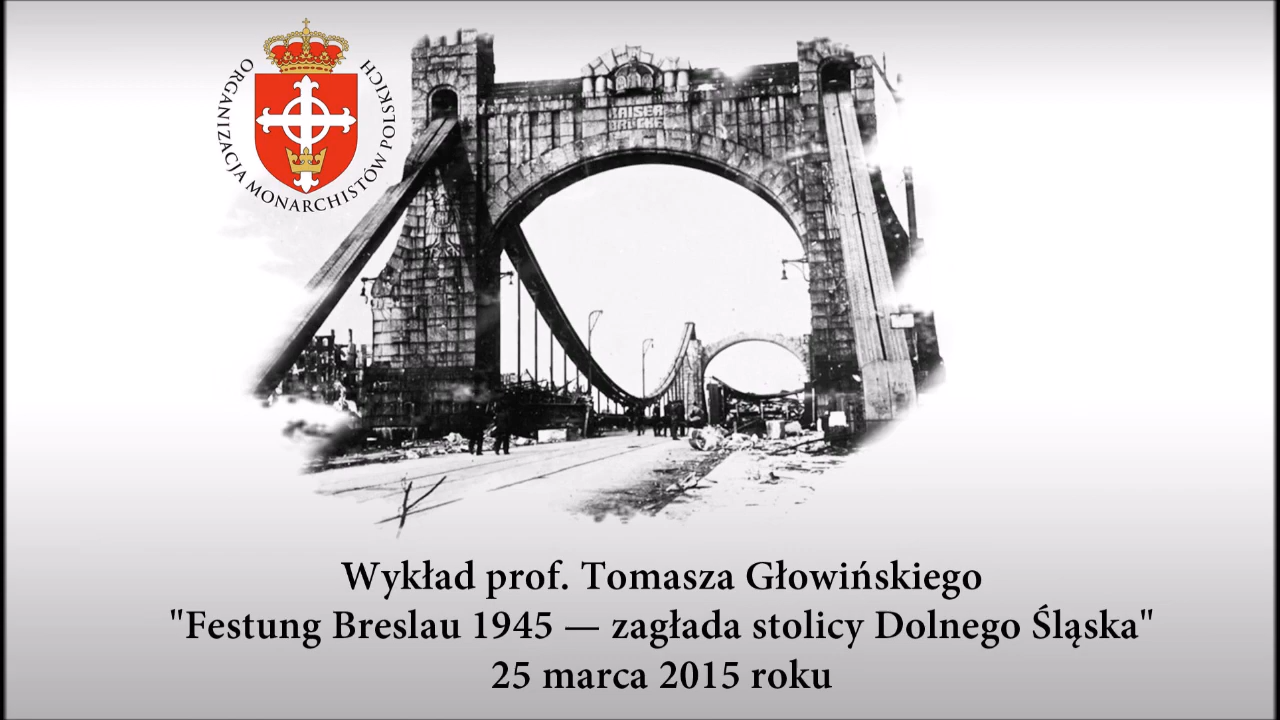 ORGANIZACJA MONARCHISTÓW POLSKICH
KAISER
BRÜCKE
Wykład prof. Tomasza Głowińskiego
"Festung Breslau 1945 — zagłada stolicy Dolnego Śląska"
25 marca 2015 roku